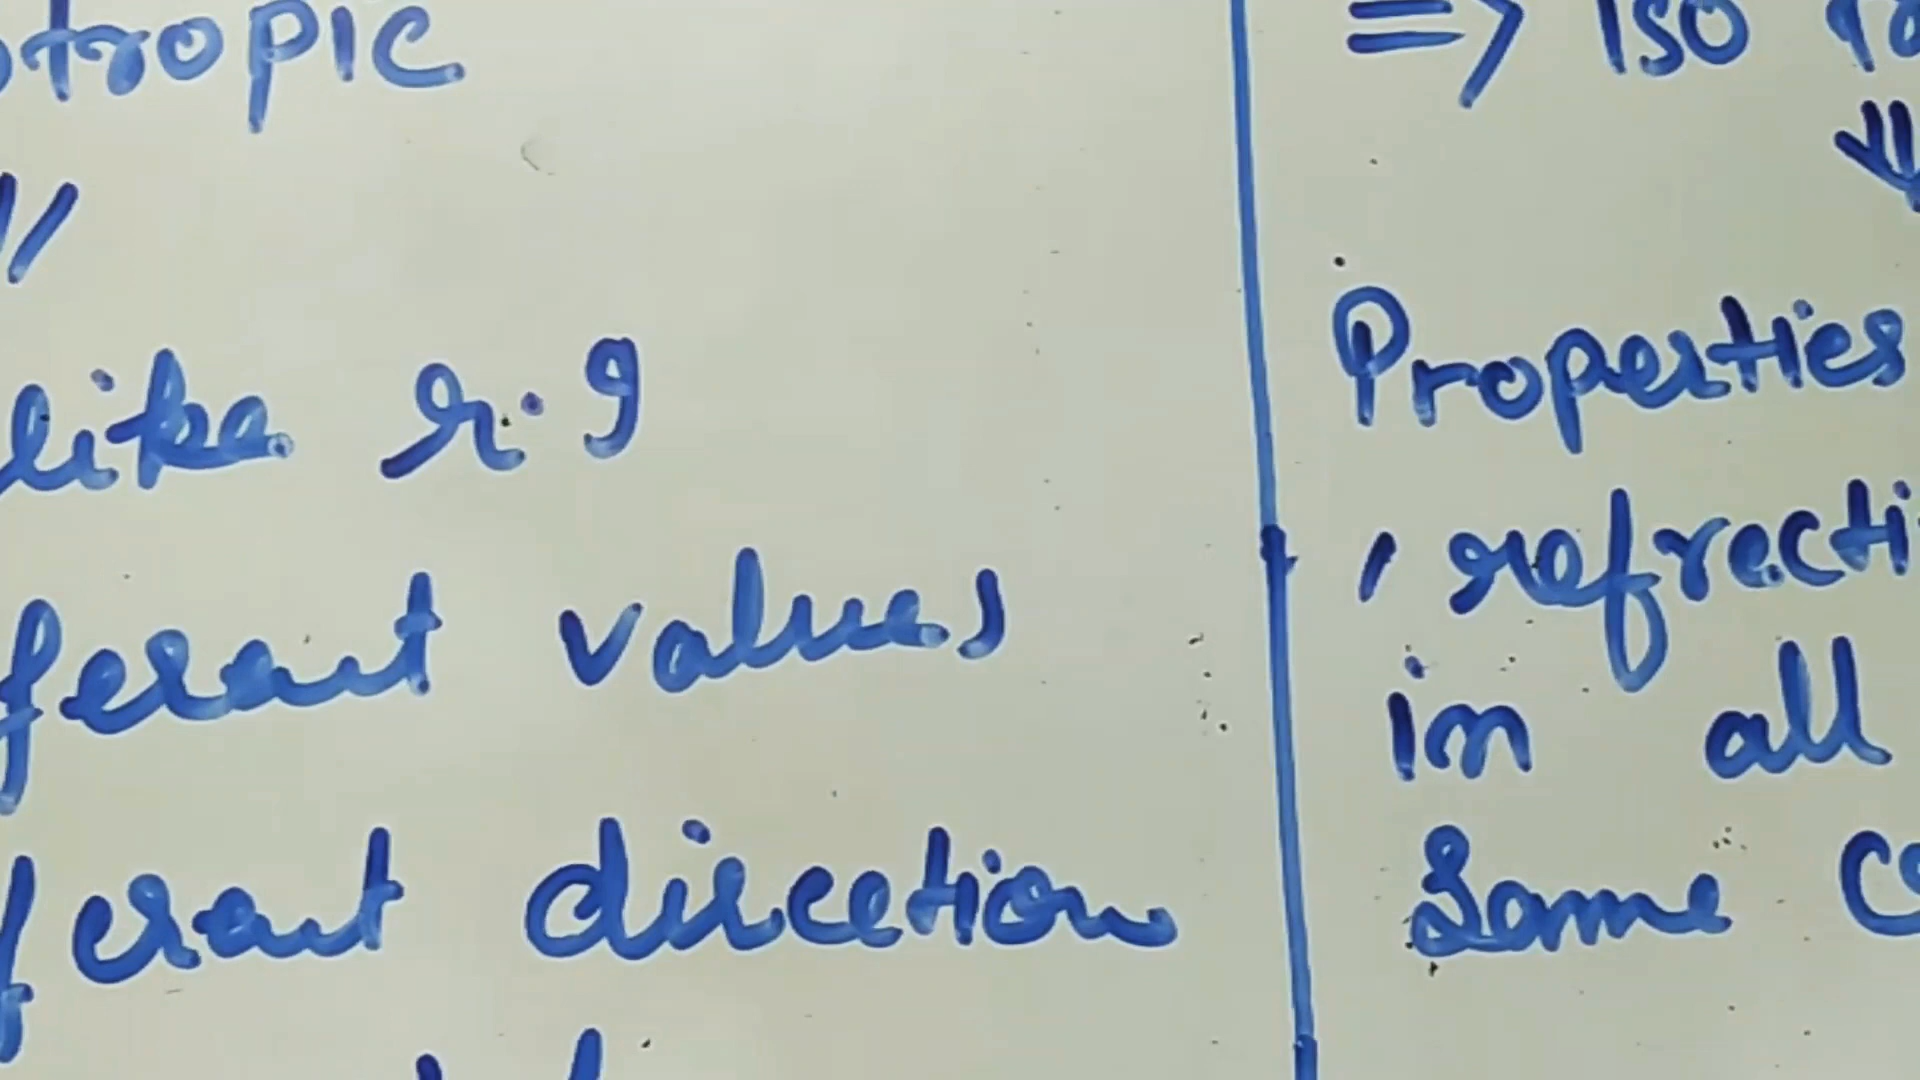 otropic
like r.I
ferent values
ferent direction
=> Iso
Properties
, refracti
in all
Same